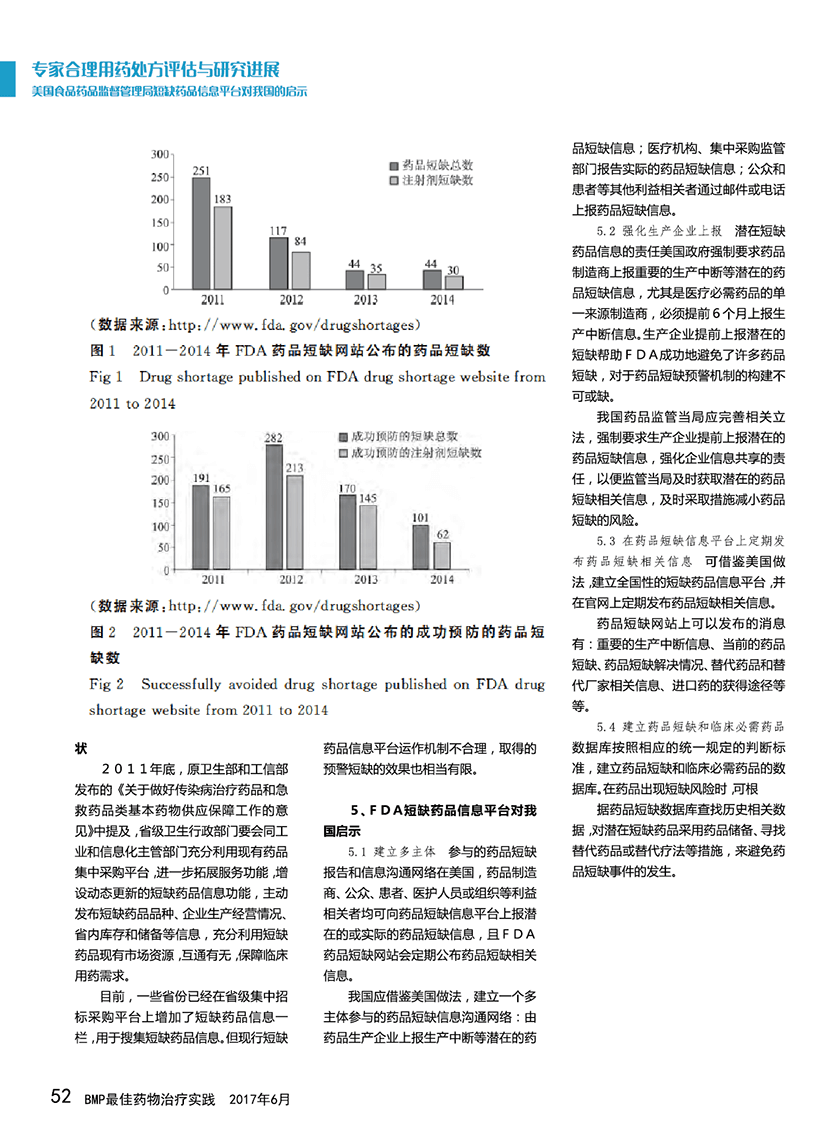 专家合理用药处方评估与研究进展
美国食品药品监督管理局短缺药品信息平台对我国的启示
300
250
200
150
100
50
0
251
183
117
84
44
35
44
30
药品短缺总数
注射剂短缺数
2011
2012
2013
2014
(数据来源:http://www.fda.gov/drugshortages)
图1 2011—2014 年 FDA 药品短缺网站公布的药品短缺数
Fig 1 Drug shortage published on FDA drug shortage website from
2011 to 2014
300
250
200
150
100
50
0
191
165
282
213
170
145
101
62
成功预防的短缺总数
成功预防的注射剂短缺数
2011
2012
2013
2014
(数据来源:http://www.fda.gov/drugshortages)
图2 2011—2014 年 FDA 药品短缺网站公布的成功预防的药品短
缺数
Fig 2 Successfully avoided drug shortage published on FDA drug
shortage website from 2011 to 2014
状
２０１１年底，原卫生部和工信部
发布的《关于做好传染病治疗药品和急
救药品类基本药物供应保障工作的意
见》中提及，省级卫生行政部门要会同工
业和信息化主管部门充分利用现有药品
集中采购平台，进一步拓展服务功能，增
设动态更新的短缺药品信息功能，主动
发布短缺药品品种、企业生产经营情况、
省内库存和储备等信息，充分利用短缺
药品现有市场资源，互通有无，保障临床
用药需求。
目前，一些省份已经在省级集中招
标采购平台上增加了短缺药品信息一
栏，用于搜集短缺药品信息。但现行短缺
药品信息平台运作机制不合理，取得的
预警短缺的效果也相当有限。
5、ＦＤＡ短缺药品信息平台对我
国启示
5.1 建立多主体 参与的药品短缺
报告和信息沟通网络在美国，药品制造
商、公众、患者、医护人员或组织等利益
相关者均可向药品短缺信息平台上报潜
在的或实际的药品短缺信息，且ＦＤＡ
药品短缺网站会定期公布药品短缺相关
信息。
我国应借鉴美国做法，建立一个多
主体参与的药品短缺信息沟通网络：由
药品生产企业上报生产中断等潜在的药
品短缺信息；医疗机构、集中采购监管
部门报告实际的药品短缺信息；公众和
患者等其他利益相关者通过邮件或电话
上报药品短缺信息。
5.2 强化生产企业上报 潜在短缺
药品信息的责任美国政府强制要求药品
制造商上报重要的生产中断等潜在的药
品短缺信息，尤其是医疗必需药品的单
一来源制造商，必须提前６个月上报生
产中断信息。生产企业提前上报潜在的
短缺帮助ＦＤＡ成功地避免了许多药品
短缺，对于药品短缺预警机制的构建不
可或缺。
我国药品监管当局应完善相关立
法，强制要求生产企业提前上报潜在的
药品短缺信息，强化企业信息共享的责
任，以便监管当局及时获取潜在的药品
短缺相关信息，及时采取措施减小药品
短缺的风险。
5.3 在药品短缺信息平台上定期发
布药品短缺相关信息 可借鉴美国做
法，建立全国性的短缺药品信息平台，并
在官网上定期发布药品短缺相关信息。
药品短缺网站上可以发布的消息
有：重要的生产中断信息、当前的药品
短缺、药品短缺解决情况、替代药品和替
代厂家相关信息、进口药的获得途径等
等。
5.4 建立药品短缺和临床必需药品
数据库按照相应的统一规定的判断标
准，建立药品短缺和临床必需药品的数
据库。在药品出现短缺风险时，可根
据药品短缺数据库查找历史相关数
据，对潜在短缺药品采用药品储备、寻找
替代药品或替代疗法等措施，来避免药
品短缺事件的发生。
52 BMP最佳药物治疗实践 2017年6月